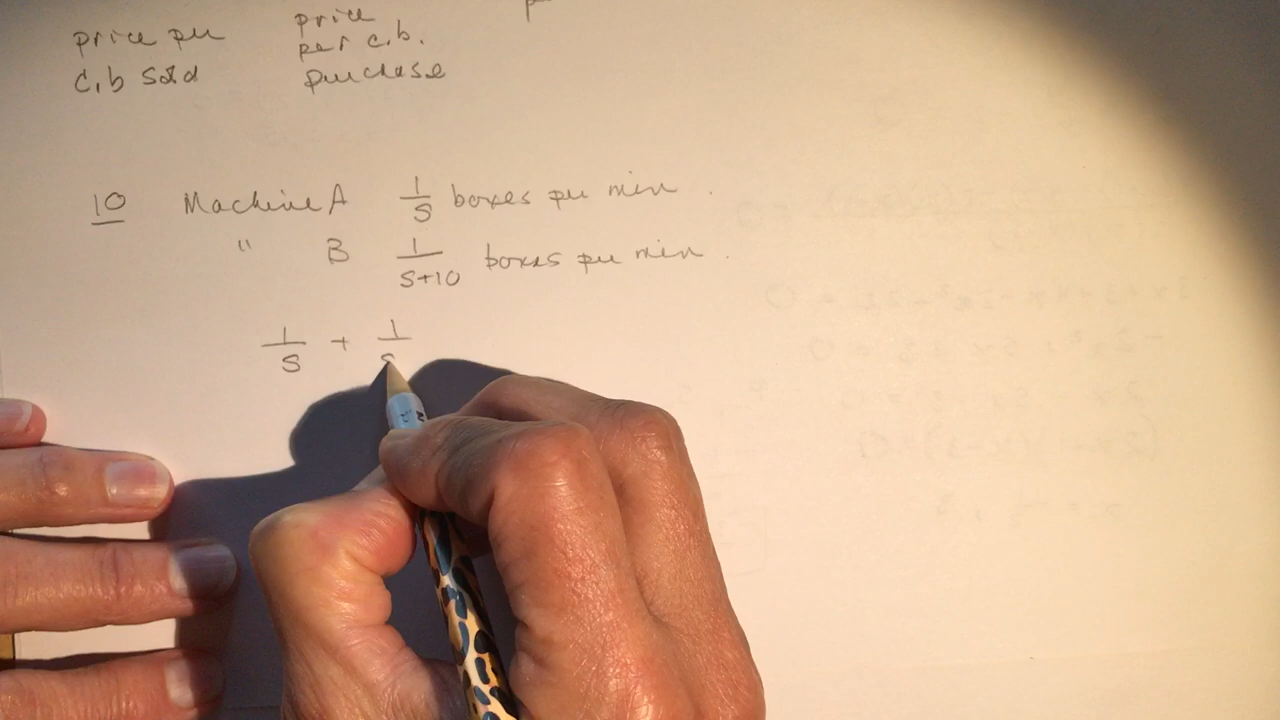 price per price
c.b sold per c.b.
purchase
10 Machine A 1/s boxes per min.
" B 1/s+10 boxes per min.
1/s + 1/s